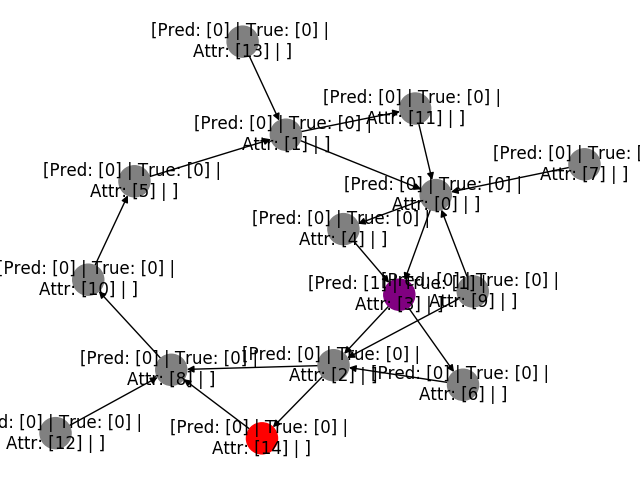 [Pred: [0] | True: [0] |
Attr: [13] | ]
[Pred: [0] | True: [0] |
Attr: [11] | ]
[Pred: [0] | True: [0] |
Attr: [1] | ]
[Pred: [0] | True: [
Attr: [7] | ]
[Pred: [0] | True: [0] |
Attr: [5] | ]
[Pred: [0] | True: [0] |
Attr: [0] | ]
[Pred: [0] | True: [0] |
Attr: [4] | ]
[Pred: [0] | True: [0] |
Attr: [10] | ]
[Pred: [1] | True: [1] |
Attr: [3] | ]
[Pred: [0] | True: [0] |
Attr: [9] | ]
[Pred: [0] | True: [0] |
Attr: [8] | ]
[Pred: [0] | True: [0] |
Attr: [2] | ]
[Pred: [0] | True: [0] |
Attr: [6] | ]
d: [0] | True: [0] |
Attr: [12] | ]
[Pred: [0] | True: [0] |
Attr: [14] | ]